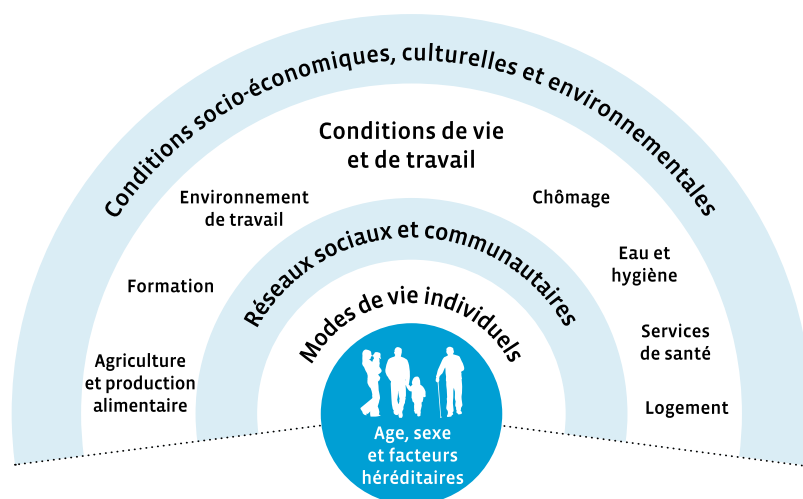 Conditions socio-économiques, culturelles et environnementales
Conditions de vie
et de travail
Environnement
de travail
Chômage
Réseaux sociaux et communautaires
Eau et
hygiène
Formation
Modes de vie individuels
Services
de santé
Agriculture
et production
alimentaire
Logement
Age, sexe
et facteurs
héréditaires